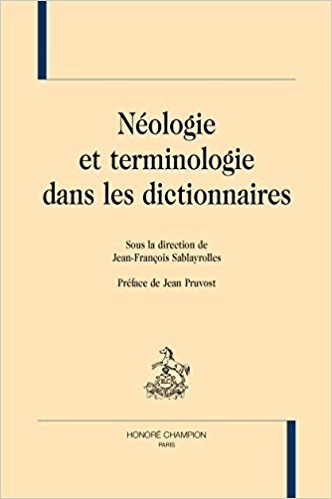 Néologie
et terminologie
dans les dictionnaires
Sous la direction de
Jean-François Sablayrolles
Préface de Jean Pruvost
HONORÉ CHAMPION
PARIS